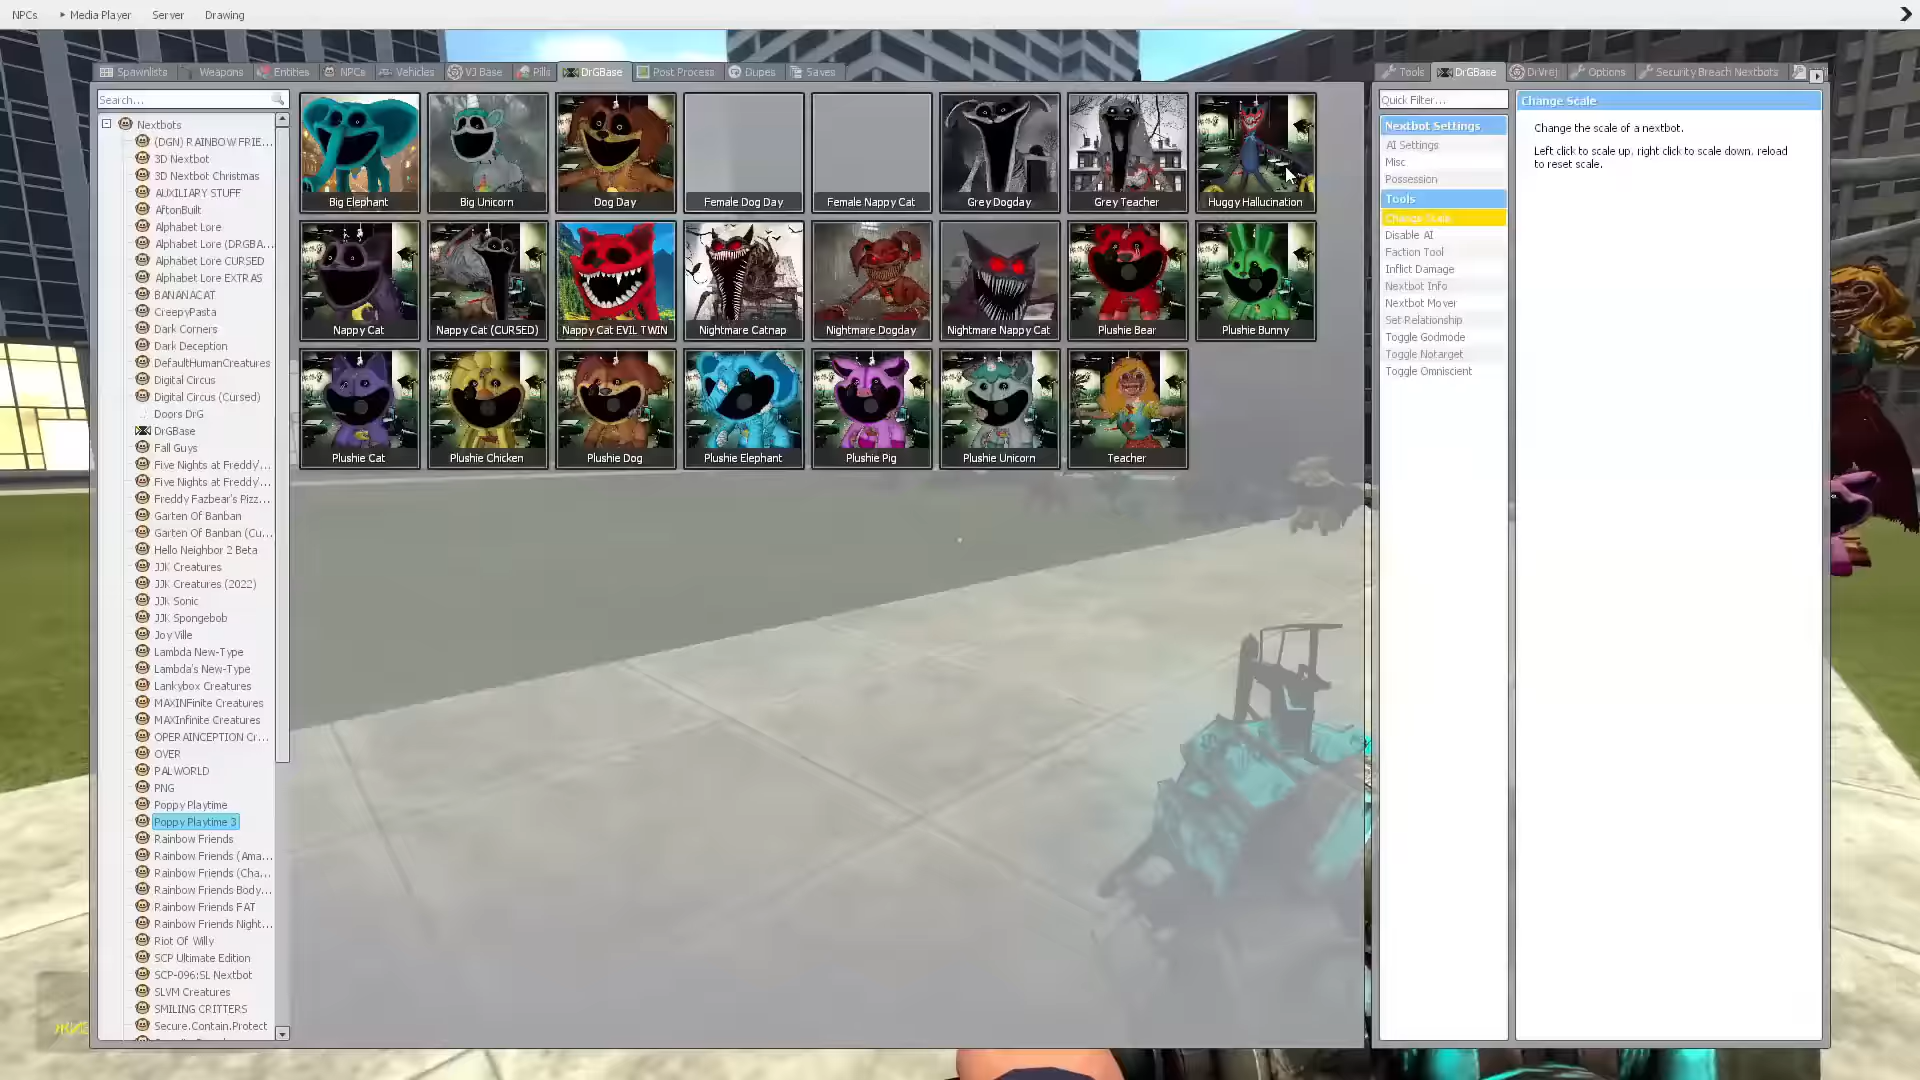 NPCs
Media Player
Server
Drawing
Spawnlists
Weapons
Entities
NPCs
Vehicles
VJ Base
Pills
DrGBase
Post Process
Dupes
Saves
Tools
DrGBase
DrVrej
Options
Security Breach Nextbots
Search...
Nextbots
(DGN) RAINBOW FRIE...
3D Nextbot
3D Nextbot Christmas
AUXILIARY STUFF
AftonBuilt
Alphabet Lore
Alphabet Lore (DRGBA...
Alphabet Lore CURSED
Alphabet Lore EXTRAS
BANANACAT
CreepyPasta
Dark Corners
Dark Deception
DefaultHumanCreatures
Digital Circus
Digital Circus (Cursed)
Doors DrG
DrGBase
Fall Guys
Five Nights at Freddy'...
Five Nights at Freddy'...
Freddy Fazbear's Pizz...
Garten Of Banban
Garten Of Banban (Cu...
Hello Neighbor 2 Beta
JJK Creatures
JJK Creatures (2022)
JJK Sonic
JJK Spongebob
Joy Ville
Lambda New-Type
Lambda's New-Type
Lankybox Creatures
MAXINFinite Creatures
MAXInfinite Creatures
OPERAINCEPTION Cr...
OVER
PALWORLD
PNG
Poppy Playtime
Poppy Playtime 3
Rainbow Friends
Rainbow Friends (Ama...
Rainbow Friends (Cha...
Rainbow Friends Body...
Rainbow Friends FAT
Rainbow Friends Night...
Riot Of Willy
SCP Ultimate Edition
SCP-096:SL Nextbot
SLVM Creatures
SMILING CRITTERS
Secure.Contain.Protect
Big Elephant
Big Unicorn
Dog Day
Female Dog Day
Female Nappy Cat
Grey Dogday
Grey Teacher
Huggy Hallucination
Nappy Cat
Nappy Cat (CURSED)
Nappy Cat EVIL TWIN
Nightmare Catnap
Nightmare Dogday
Nightmare Nappy Cat
Plushie Bear
Plushie Bunny
Plushie Cat
Plushie Chicken
Plushie Dog
Plushie Elephant
Plushie Pig
Plushie Unicorn
Teacher
Quick Filter...
Nextbot Settings
AI Settings
Misc
Possession
Tools
Change Scale
Disable AI
Faction Tool
Inflict Damage
Nextbot Info
Nextbot Mover
Set Relationship
Toggle Godmode
Toggle Notarget
Toggle Omniscient
Change Scale
Change the scale of a nextbot.
Left click to scale up, right click to scale down, reload
to reset scale.